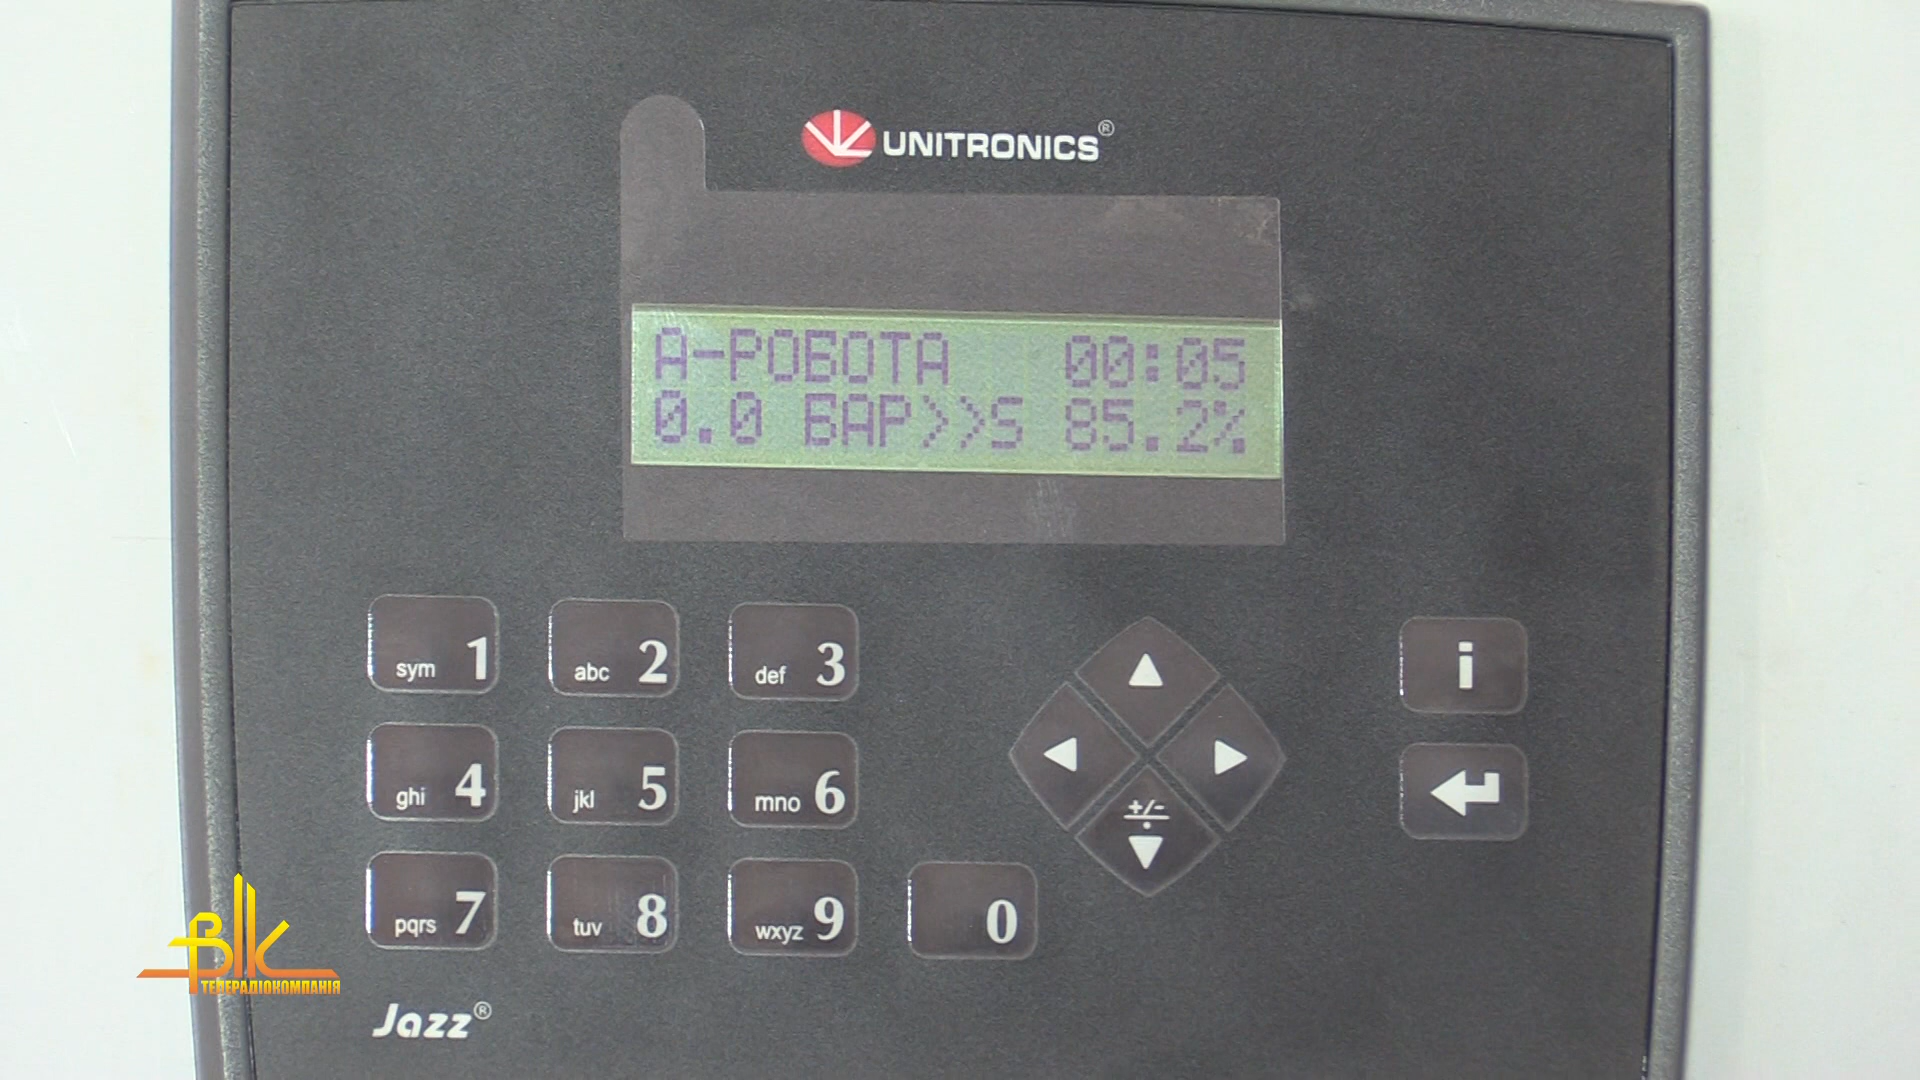 UNITRONICS®
А-РОБОТА 00:05
0.0 БАР>>S 85.2%
sym 1
abc 2
def 3
i
ghi 4
jkl 5
mno 6
+/-
pqrs 7
tuv 8
wxyz 9
0
ВІК
ТЕЛЕРАДІОКОМПАНІЯ
Jazz®